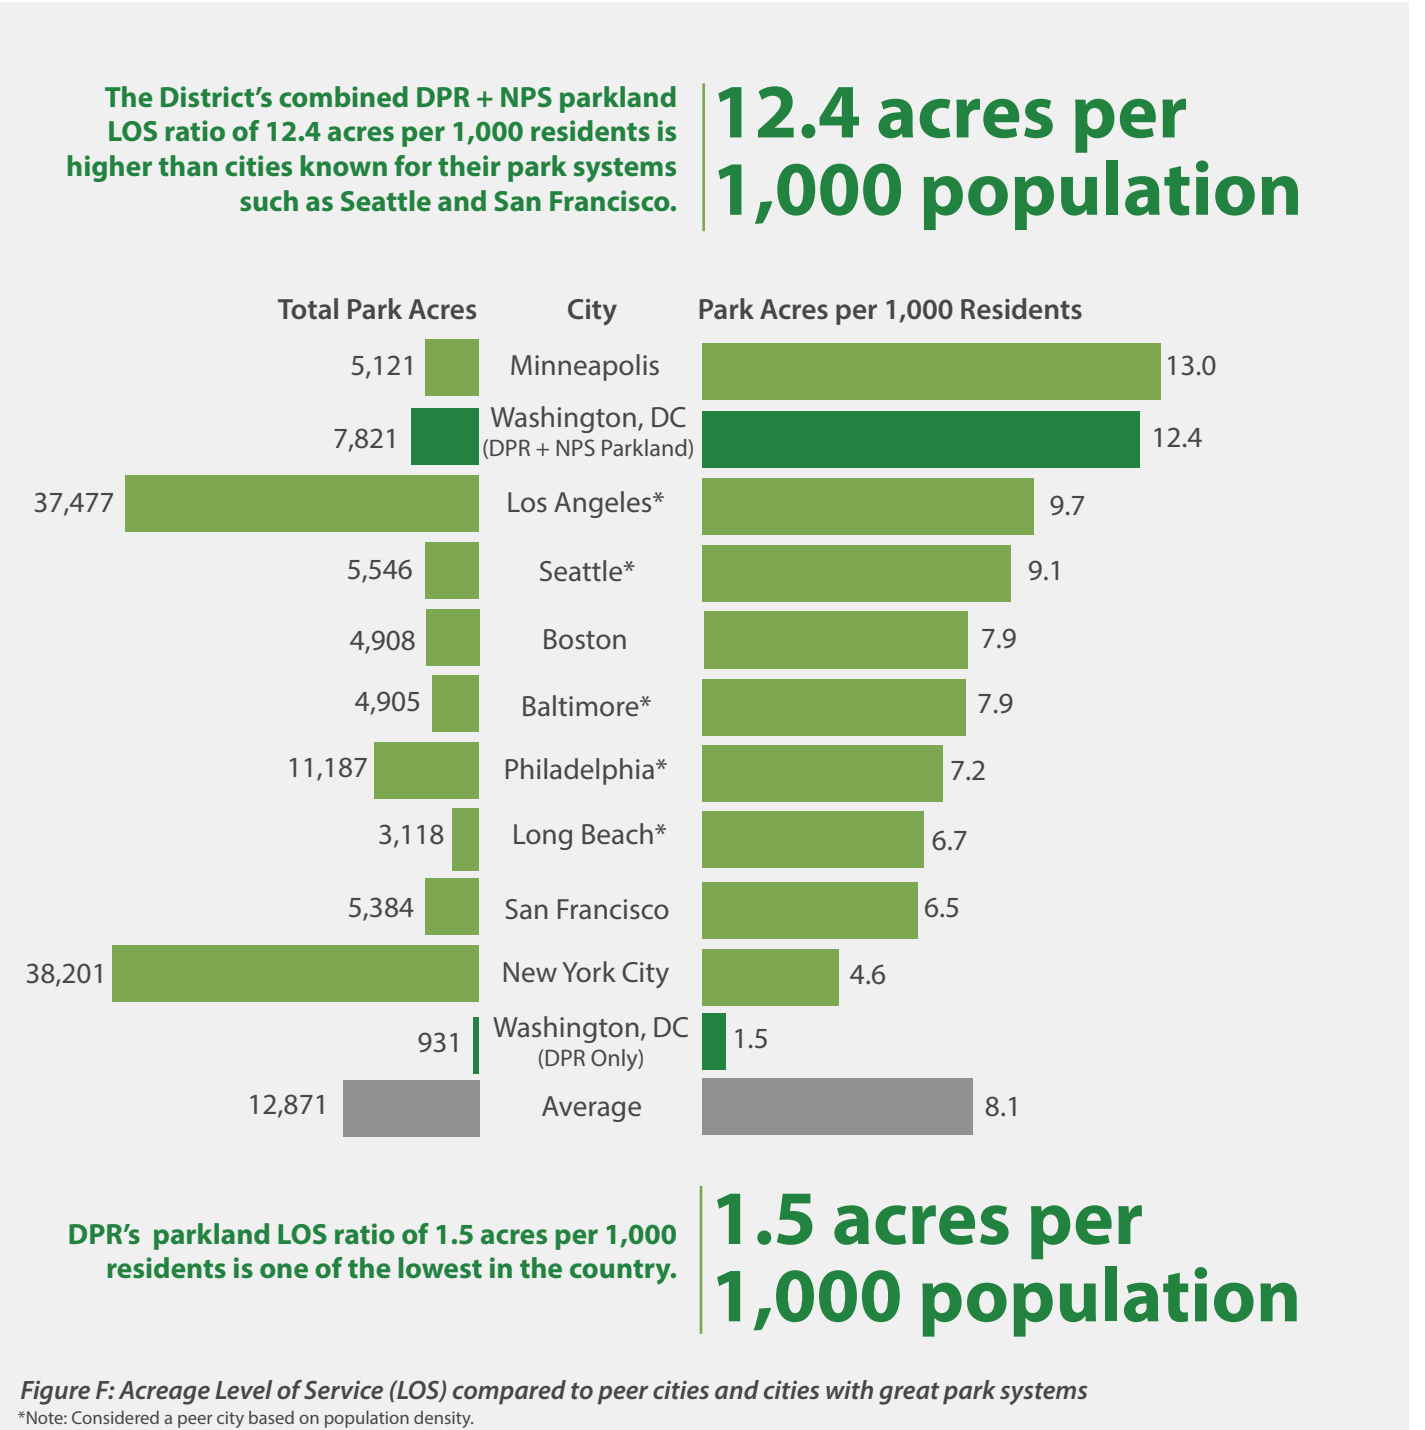 The District's combined DPR + NPS parkland
LOS ratio of 12.4 acres per 1,000 residents is
higher than cities known for their park systems
such as Seattle and San Francisco.
12.4 acres per
1,000 population
Total Park Acres City Park Acres per 1,000 Residents
5,121 Minneapolis 13.0
7,821 Washington, DC 12.4
(DPR + NPS Parkland)
37,477 Los Angeles* 9.7
5,546 Seattle* 9.1
4,908 Boston 7.9
4,905 Baltimore* 7.9
11,187 Philadelphia* 7.2
3,118 Long Beach* 6.7
5,384 San Francisco 6.5
38,201 New York City 4.6
931 Washington, DC 1.5
(DPR Only)
12,871 Average 8.1
DPR's parkland LOS ratio of 1.5 acres per 1,000
residents is one of the lowest in the country.
1.5 acres per
1,000 population
Figure F: Acreage Level of Service (LOS) compared to peer cities and cities with great park systems
*Note: Considered a peer city based on population density.